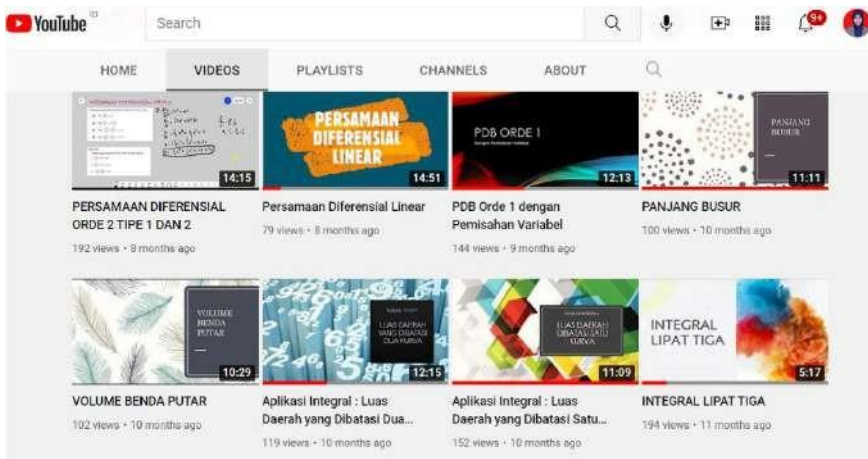 YouTube ID
Search
9+
HOME VIDEOS PLAYLISTS CHANNELS ABOUT
14:15
PERSAMAAN
DIFERENSIAL
LINEAR
14:51
PDB ORDE 1
12:13
PANJANG
BUSUR
11:11
PERSAMAAN DIFERENSIAL
ORDE 2 TIPE 1 DAN 2
192 views • 8 months ago
Persamaan Diferensial Linear
79 views • 8 months ago
PDB Orde 1 dengan
Pemisahan Variabel
144 views • 9 months ago
PANJANG BUSUR
100 views • 10 months ago
VOLUME
BENDA
PUTAR
10:29
LUAS DAERAH
YANG DIBATASI
DUA KURVA
12:15
LUAS DAERAH
DIBATASI SATU
KURVA
11:09
INTEGRAL
LIPAT TIGA
5:17
VOLUME BENDA PUTAR
102 views • 10 months ago
Aplikasi Integral : Luas
Daerah yang Dibatasi Dua...
119 views • 10 months ago
Aplikasi Integral : Luas
Daerah yang Dibatasi Satu...
152 views • 10 months ago
INTEGRAL LIPAT TIGA
194 views • 11 months ago